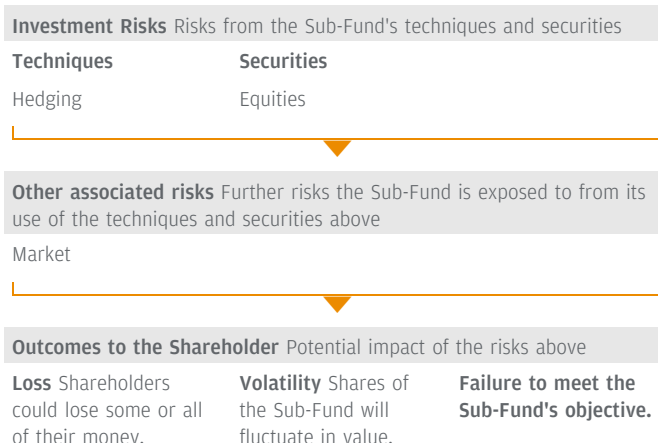 Investment Risks Risks from the Sub-Fund's techniques and securities
Techniques Securities
Hedging Equities
Other associated risks Further risks the Sub-Fund is exposed to from its
use of the techniques and securities above
Market
Outcomes to the Shareholder Potential impact of the risks above
Loss Shareholders
could lose some or all
of their money.
Volatility Shares of
the Sub-Fund will
fluctuate in value.
Failure to meet the
Sub-Fund's objective.